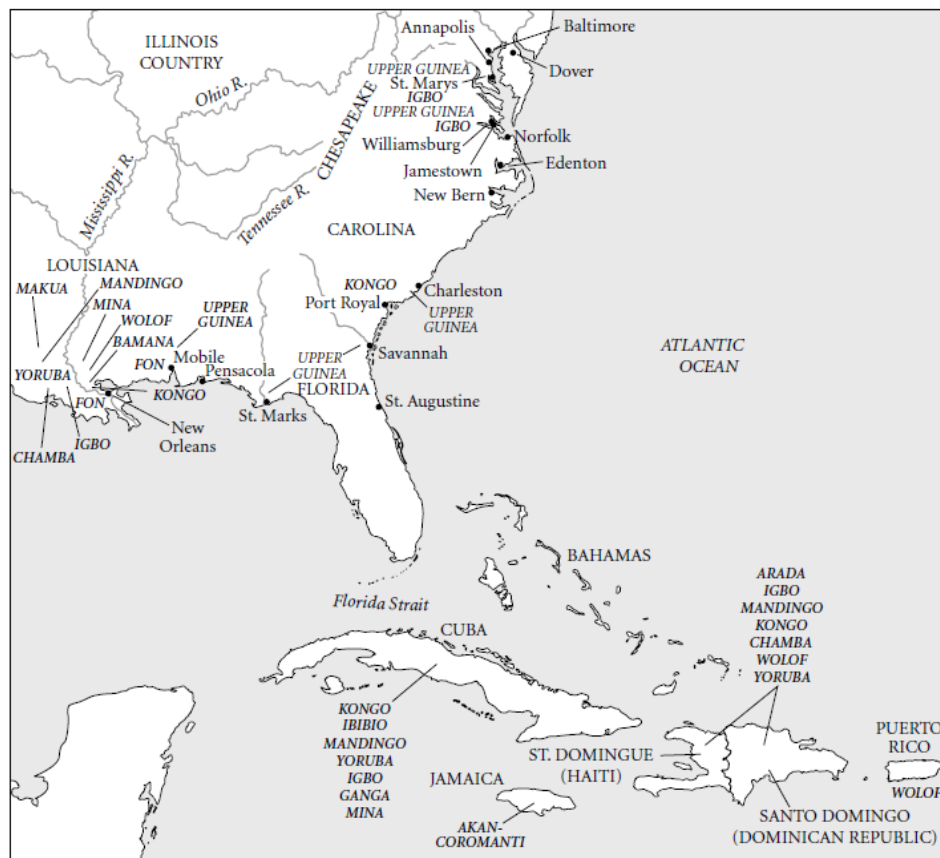 ILLINOIS
COUNTRY
Annapolis
Baltimore
UPPER GUINEA
Dover
St. Marys
IGBO
UPPER GUINEA
IGBO
Norfolk
Williamsburg
Jamestown
Edenton
New Bern
Ohio R.
CHESAPEAKE
Mississippi R.
Tennessee R.
CAROLINA
LOUISIANA
MAKUA
MANDINGO
MINA
WOLOF
BAMANA
UPPER
GUINEA
KONGO
Port Royal
Charleston
UPPER
GUINEA
YORUBA
FON
Mobile
Pensacola
UPPER
GUINEA
Savannah
FLORIDA
FON
KONGO
St. Marks
St. Augustine
New
Orleans
CHAMBA
IGBO
ATLANTIC
OCEAN
BAHAMAS
Florida Strait
CUBA
ARADA
IGBO
MANDINGO
KONGO
CHAMBA
WOLOF
YORUBA
KONGO
IBIBIO
MANDINGO
YORUBA
IGBO
GANGA
MINA
JAMAICA
AKAN-
COROMANTI
ST. DOMINGUE
(HAITI)
PUERTO
RICO
WOLOF
SANTO DOMINGO
(DOMINICAN REPUBLIC)